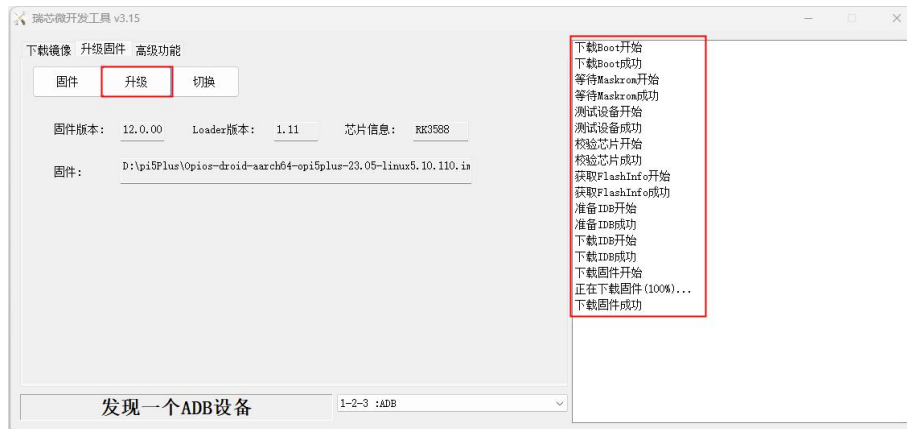 瑞芯微开发工具 v3.15
下载镜像 升级固件 高级功能
固件 升级 切换
固件版本: 12.0.00 Loader版本: 1.11 芯片信息: RK3588
固件: D:\pi5Plus\Opios-droid-aarch64-opi5plus-23.05-linux5.10.110.im
发现一个ADB设备
1-2-3 :ADB
下载Boot开始
下载Boot成功
等待Maskrom开始
等待Maskrom成功
测试设备开始
测试设备成功
校验芯片开始
校验芯片成功
获取FlashInfo开始
获取FlashInfo成功
准备IDB开始
准备IDB成功
下载IDB开始
下载IDB成功
下载固件开始
正在下载固件(100%)...
下载固件成功